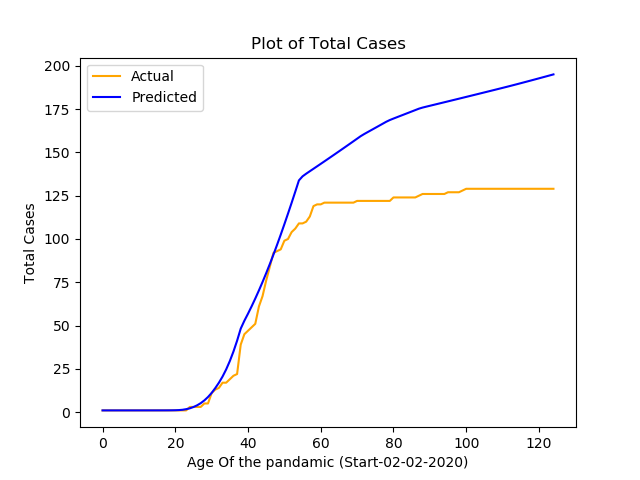 Plot of Total Cases
Actual
Predicted
200
175
150
125
100
75
50
25
0
Total Cases
0 20 40 60 80 100 120
Age Of the pandamic (Start-02-02-2020)